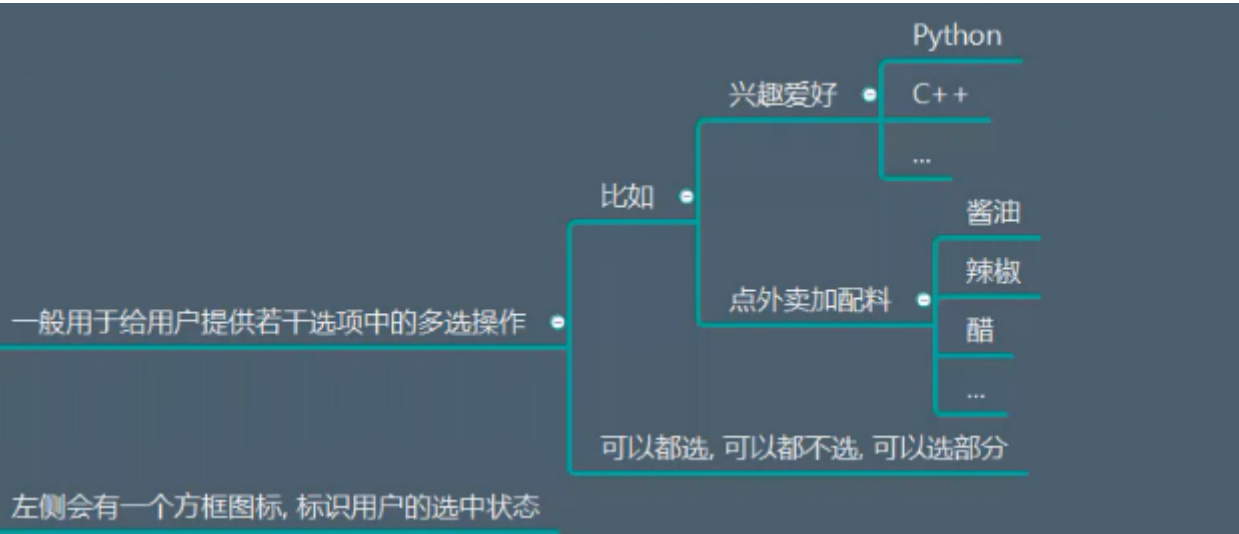 Python
兴趣爱好
C++
...
比如
酱油
辣椒
点外卖加配料
醋
...
一般用于给用户提供若干选项中的多选操作
可以都选, 可以都不选, 可以选部分
左侧会有一个方框图标, 标识用户的选中状态